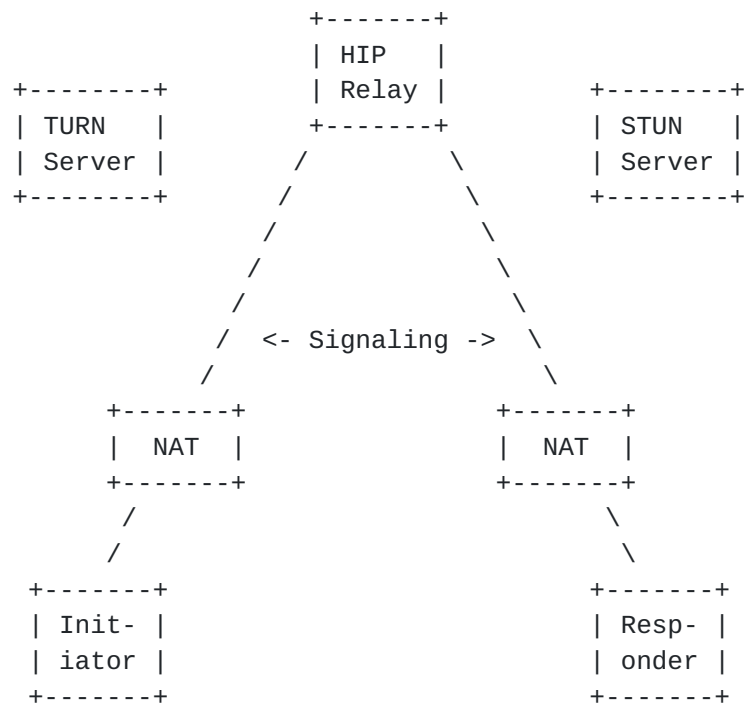 HIP
Relay
TURN
Server
STUN
Server
<- Signaling ->
NAT
NAT
Init-
iator
Resp-
onder